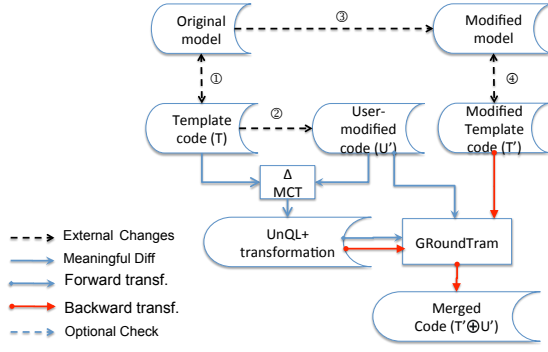 Original
model
③
Modified
model
①
④
Template
code (T)
②
User-
modified
code (U')
Modified
Template
code (T')
Δ
MCT
UnQL+
transformation
GRoundTram
Merged
Code (T'⊕U')
External Changes
Meaningful Diff
Forward transf.
Backward transf.
Optional Check